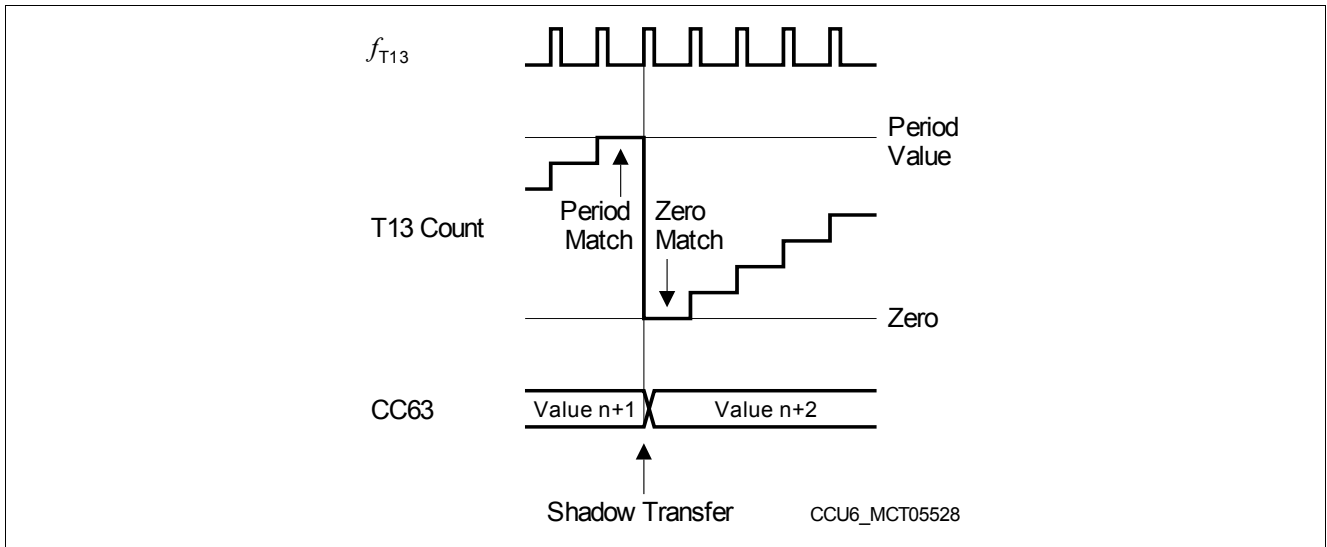 fT13
Period
Value
Period
Match
Zero
Match
T13 Count
Zero
CC63
Value n+1
Value n+2
Shadow Transfer
CCU6_MCT05528